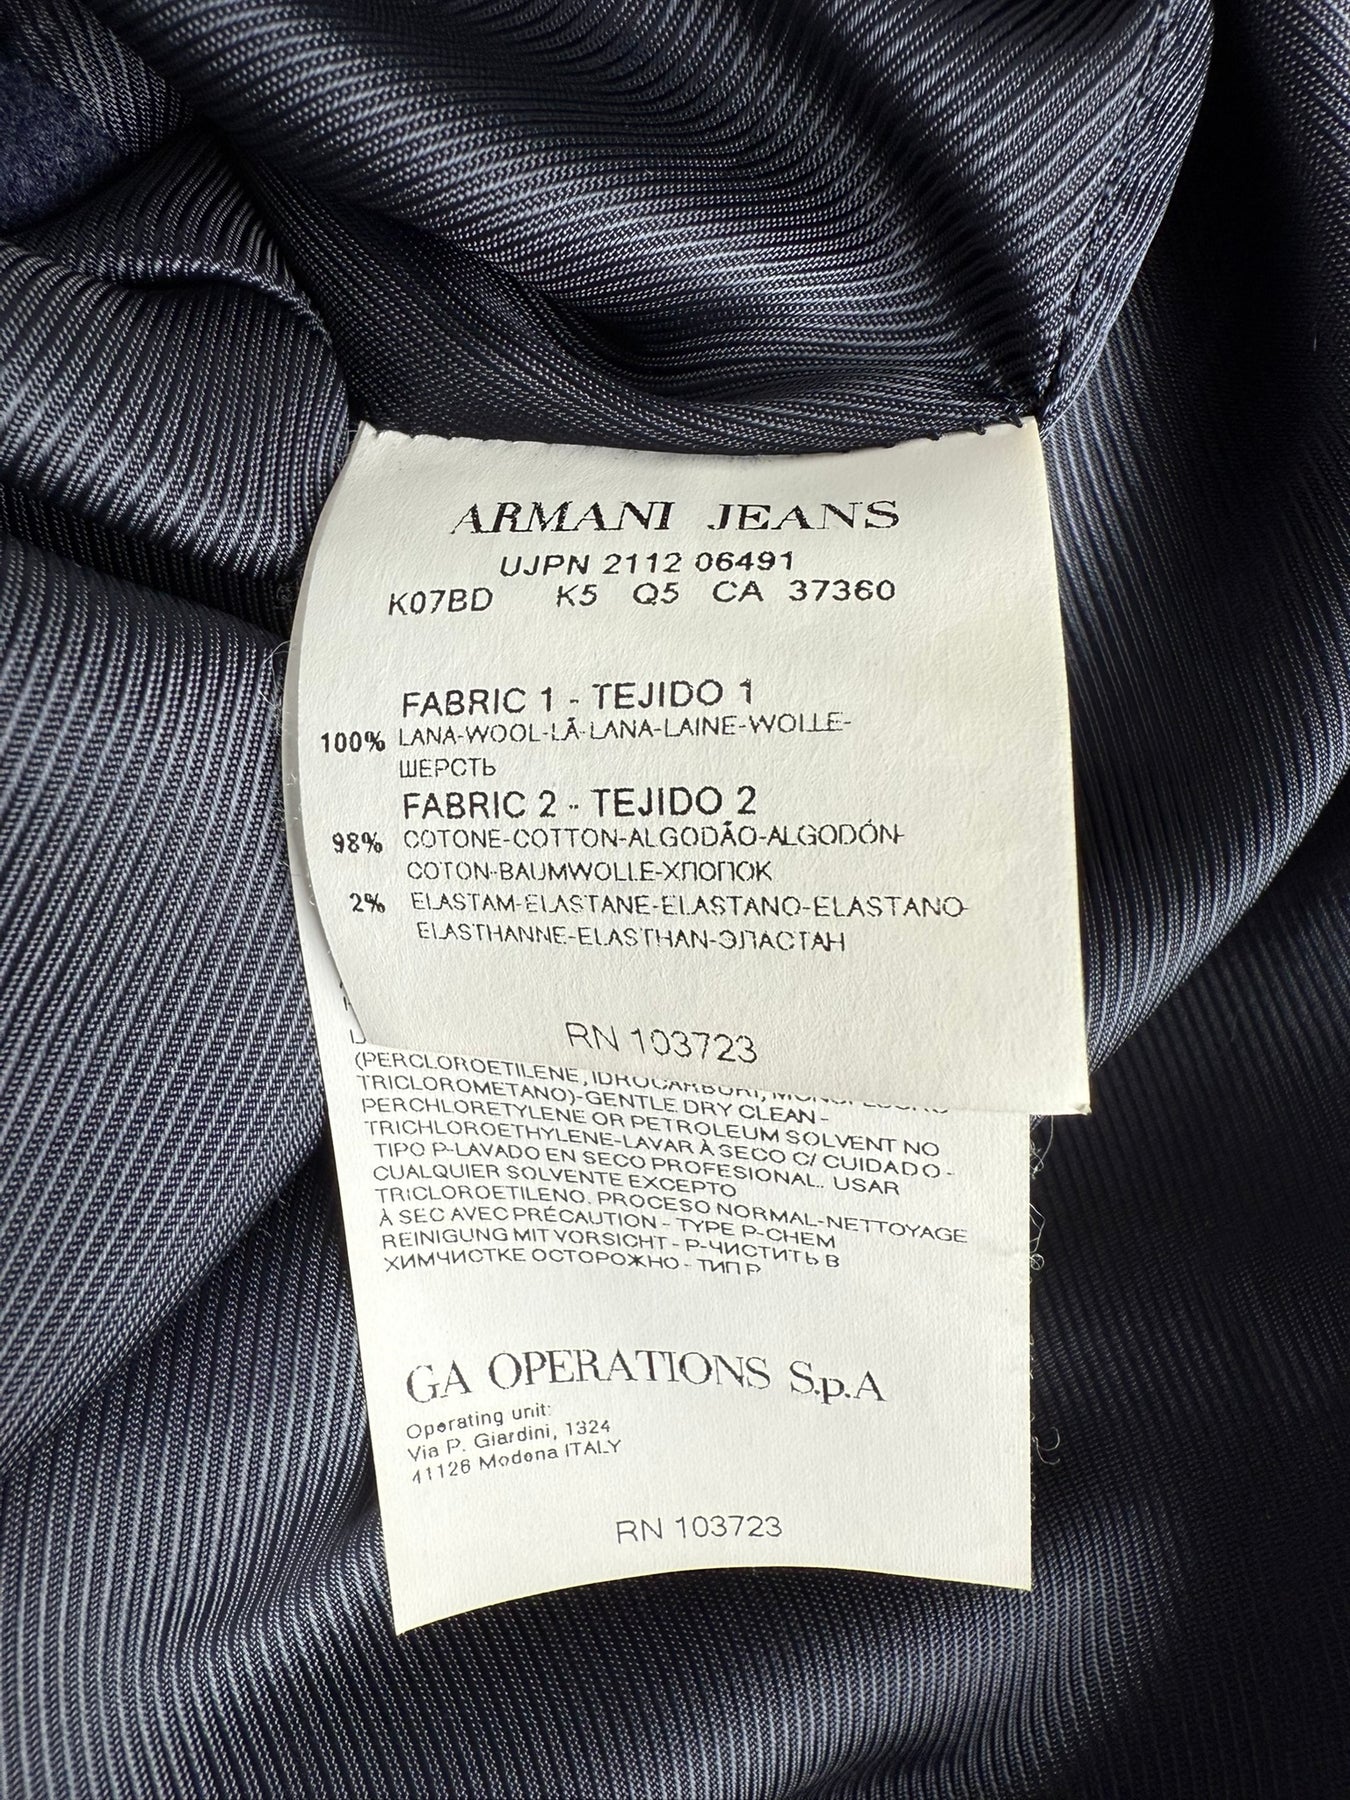 ARMANI JEANS
UJPN 2112 06491
K07BD K5 Q5 CA 37360
FABRIC 1 - TEJIDO 1
100% LANA-WOOL-LÃ-LANA-LAINE-WOLLE-
ШЕРСТЬ
FABRIC 2 - TEJIDO 2
98% COTONE-COTTON-ALGODÃO-ALGODÓN-
COTON-BAUMWOLLE-ХЛОПОК
2% ELASTAM-ELASTANE-ELASTANO-ELASTANO-
ELASTHANNE-ELASTHAN-ЭЛАСТАН
RN 103723
(PERCLOROETILENE, IDROCARBURI,
TRICLOROMETANO)-GENTLE DRY CLEAN -
PERCHLORETYLENE OR PETROLEUM SOLVENT NO
TRICHLOROETHYLENE-LAVAR À SECO C/ CUIDADO -
TIPO P-LAVADO EN SECO PROFESIONAL. USAR
CUALQUIER SOLVENTE EXCEPTO
TRICLOROETILENO. PROCESO NORMAL-NETTOYAGE
À SEC AVEC PRÉCAUTION - TYPE P-CHEM
REINIGUNG MIT VORSICHT - P-ЧИСТИТЬ В
ХИМЧИСТКЕ ОСТОРОЖНО - ТИП P
GA OPERATIONS S.p.A
Operating unit:
Via P. Giardini, 1324
41126 Modena ITALY
RN 103723